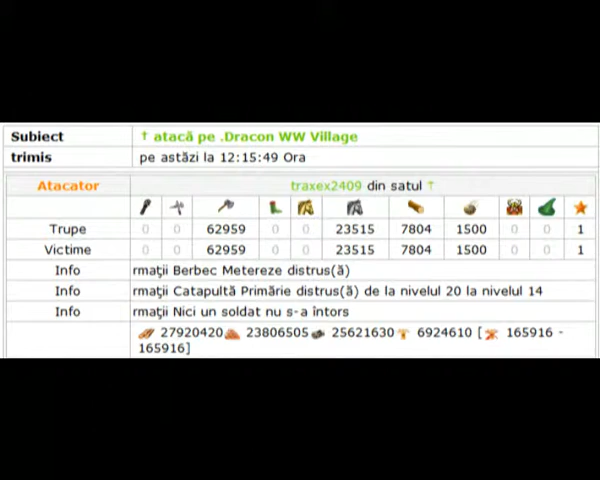 Subiect ↑ atacă pe .Dracon WW Village
trimis pe astăzi la 12:15:49 Ora
Atacator traxex2409 din satul ↑
Trupe 0 0 62959 0 0 23515 7804 1500 0 0 1
Victime 0 0 62959 0 0 23515 7804 1500 0 0 1
Info rmaţii Berbec Metereze distrus(ă)
Info rmaţii Catapultă Primărie distrus(ă) de la nivelul 20 la nivelul 14
Info rmaţii Nici un soldat nu s-a întors
27920420 23806505 25621630 6924610 [ 165916 -
165916]